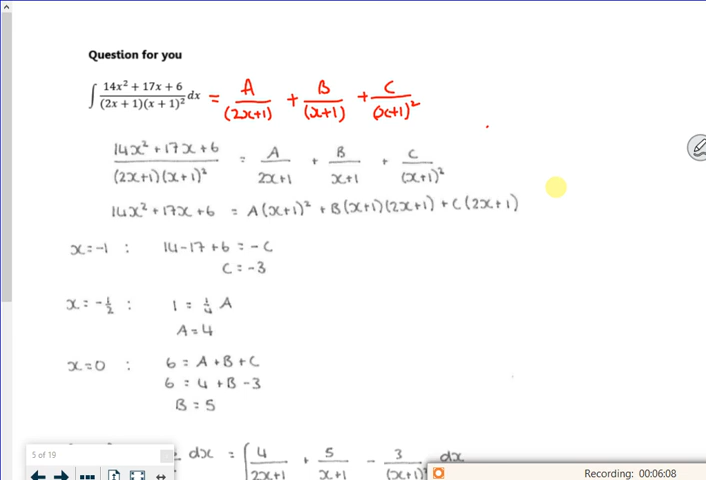 Question for you
∫ 14x² + 17x + 6 / (2x + 1)(x + 1)² dx = A/(2x+1) + B/(x+1) + C/(x+1)²
14x² + 17x + 6 / (2x+1)(x+1)² = A/2x+1 + B/x+1 + C/(x+1)²
14x² + 17x + 6 = A(x+1)² + B(x+1)(2x+1) + C(2x+1)
x = -1 : 14 - 17 + 6 = -C
C = -3
x = -1/2 : 1 = 1/4 A
A = 4
x = 0 : 6 = A + B + C
6 = 4 + B - 3
B = 5
dx = ∫ 4/2x+1 + 5/x+1 - 3/(x+1)² dx
5 of 19
Recording: 00:06:08